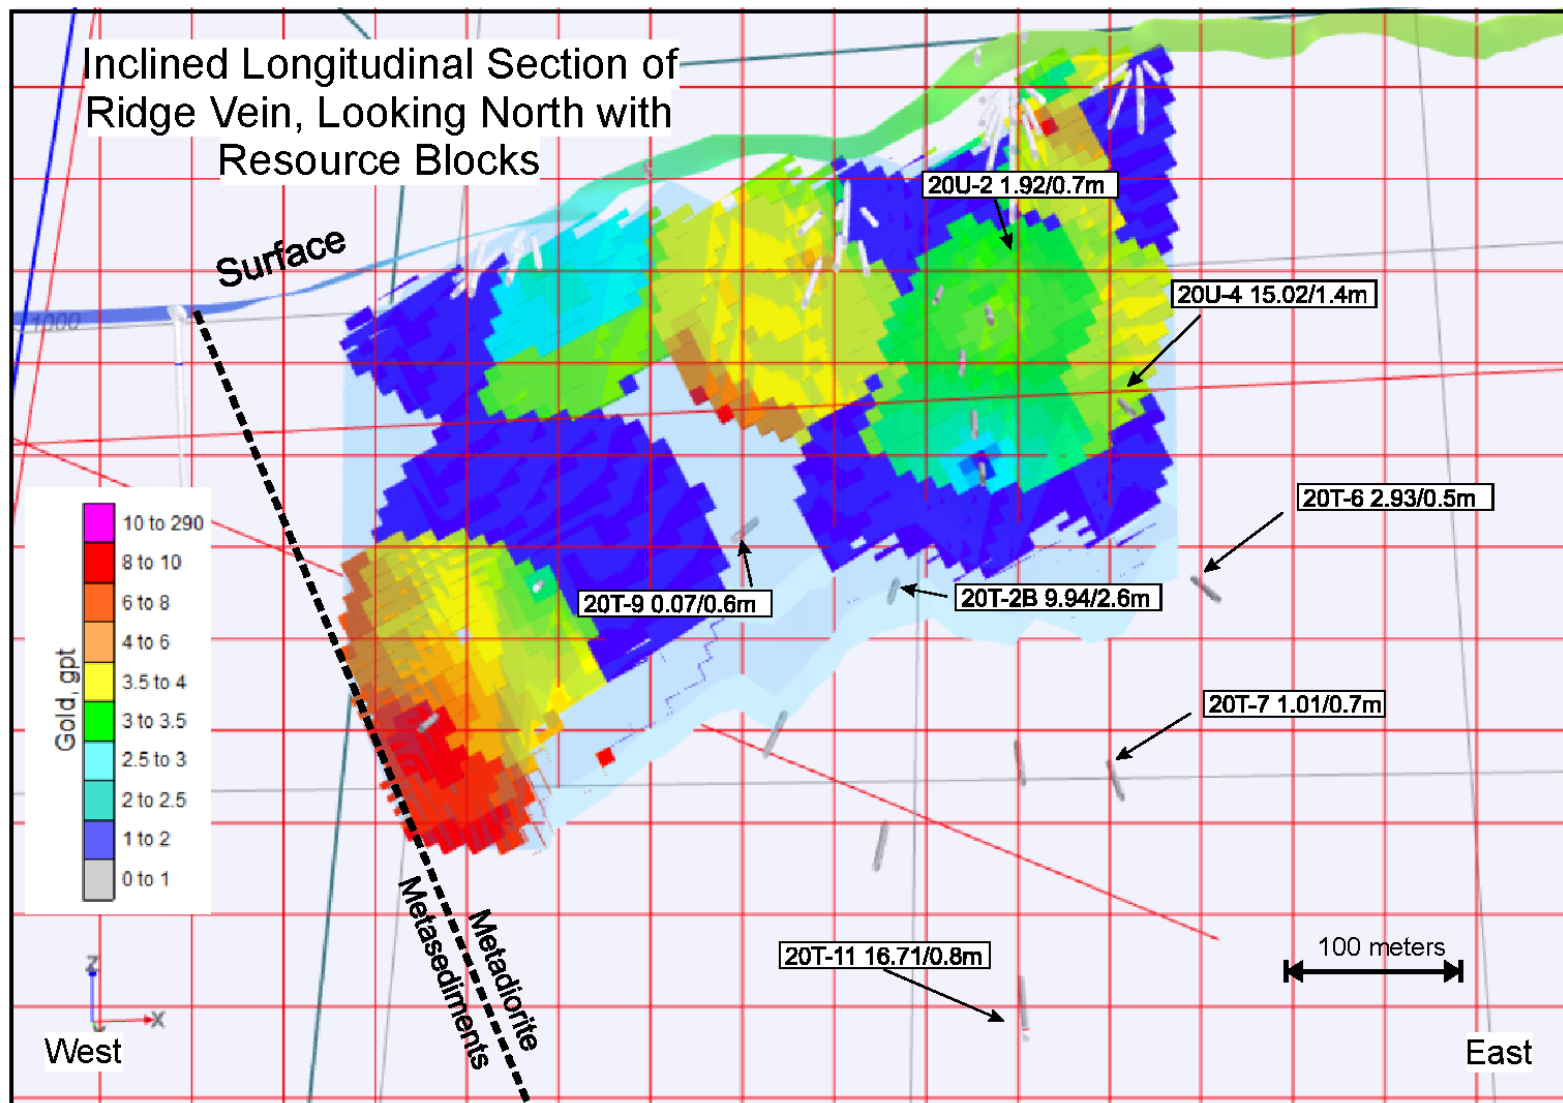 Inclined Longitudinal Section of
Ridge Vein, Looking North with
Resource Blocks
Surface
1000
20U-2 1.92/0.7m
20U-4 15.02/1.4m
20T-6 2.93/0.5m
20T-9 0.07/0.6m
20T-2B 9.94/2.6m
20T-7 1.01/0.7m
20T-11 16.71/0.8m
Gold, gpt
10 to 290
8 to 10
6 to 8
4 to 6
3.5 to 4
3 to 3.5
2.5 to 3
2 to 2.5
1 to 2
0 to 1
Metasediments
Metadiorite
100 meters
Z
X
West
East